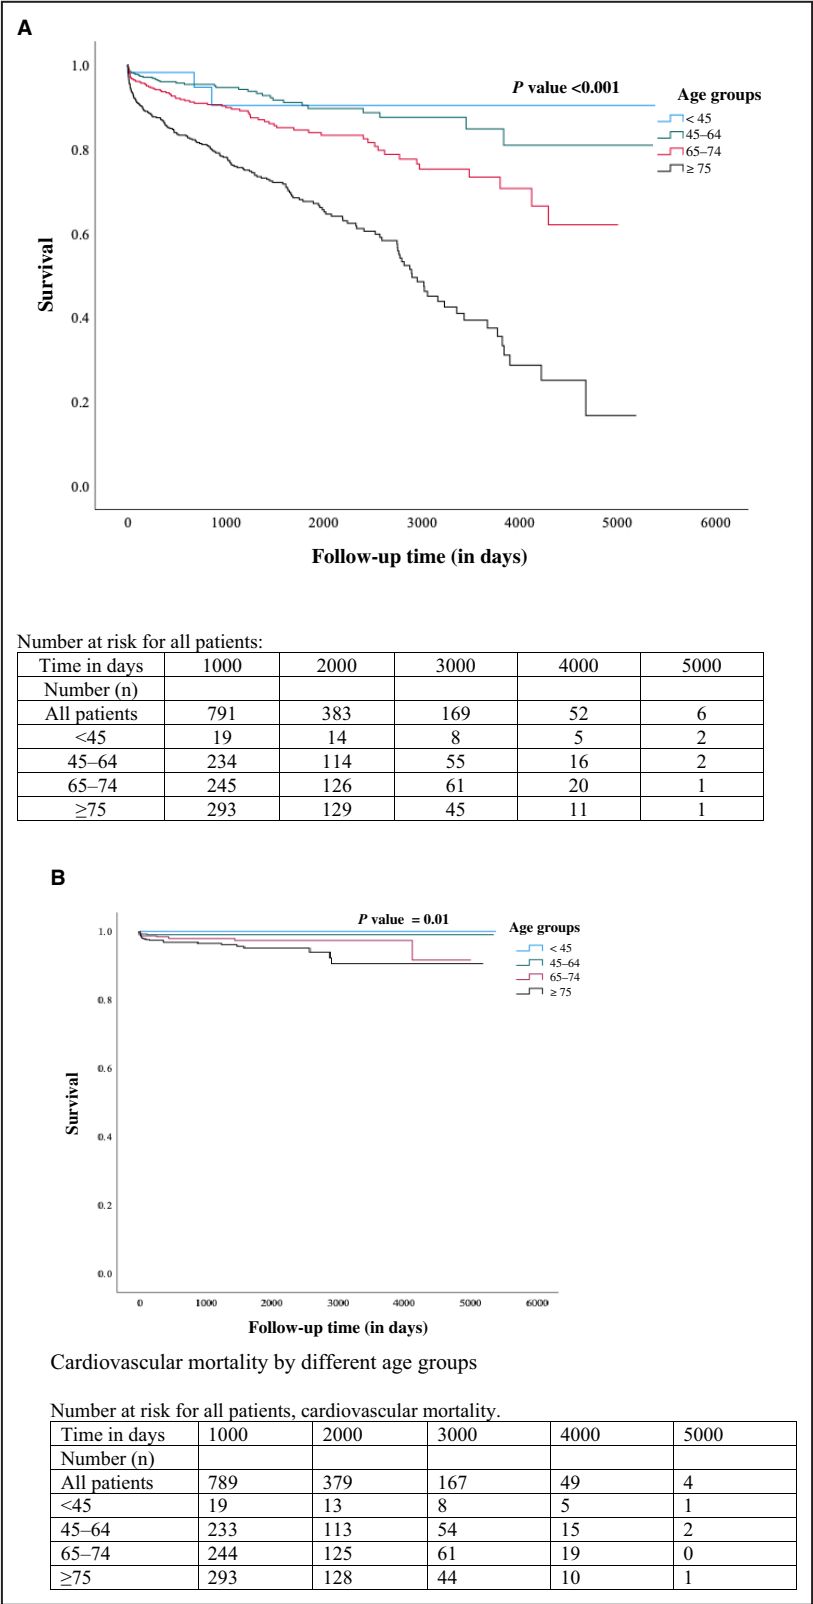 A
1.0
0.8
0.6
0.4
0.2
0.0
Survival
P value <0.001
Age groups
< 45
45–64
65–74
≥ 75
0 1000 2000 3000 4000 5000 6000
Follow-up time (in days)
Number at risk for all patients:
Time in days 1000 2000 3000 4000 5000
Number (n)
All patients 791 383 169 52 6
<45 19 14 8 5 2
45–64 234 114 55 16 2
65–74 245 126 61 20 1
≥75 293 129 45 11 1
B
1.0
0.8
0.6
0.4
0.2
0.0
Survival
P value = 0.01
Age groups
< 45
45–64
65–74
≥ 75
0 1000 2000 3000 4000 5000 6000
Follow-up time (in days)
Cardiovascular mortality by different age groups
Number at risk for all patients, cardiovascular mortality.
Time in days 1000 2000 3000 4000 5000
Number (n)
All patients 789 379 167 49 4
<45 19 13 8 5 1
45–64 233 113 54 15 2
65–74 244 125 61 19 0
≥75 293 128 44 10 1